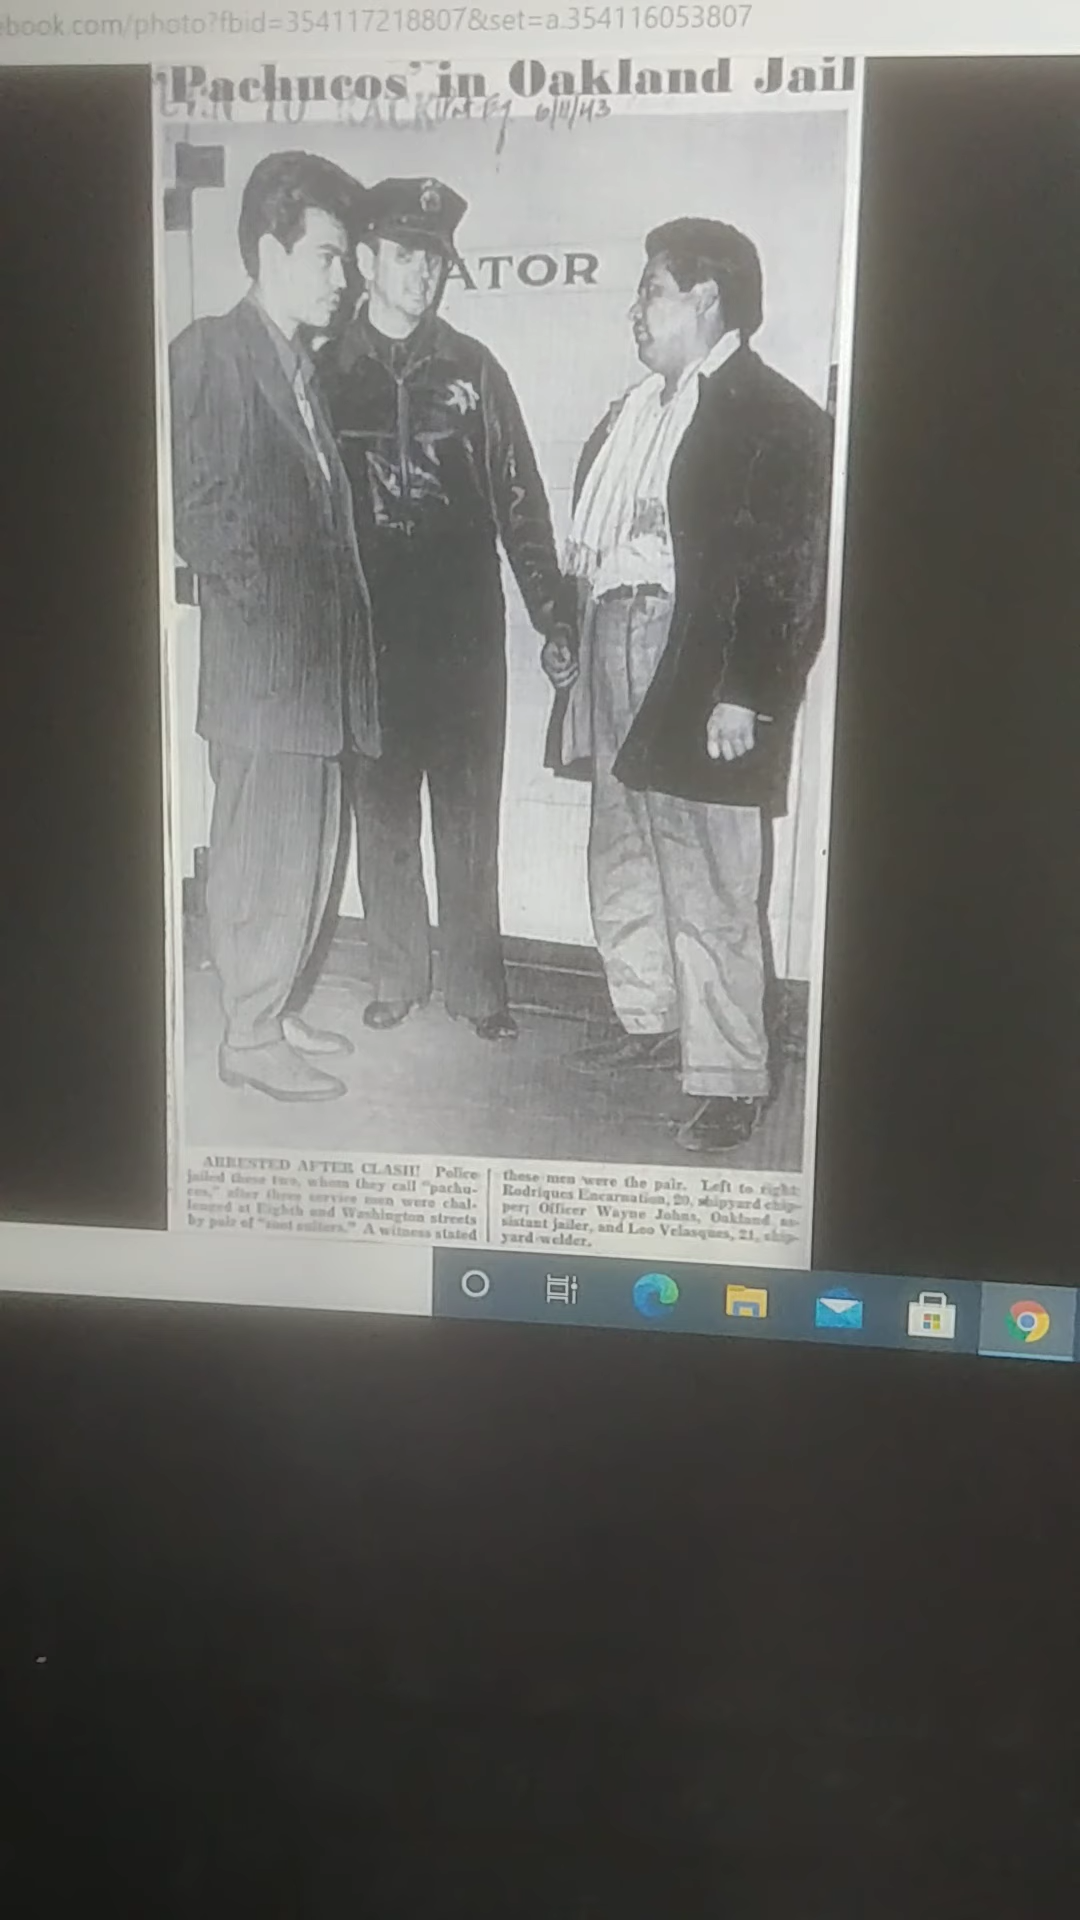 ebook.com/photo?fbid=354117218807&set=a.354116053807
'Pachucos' in Oakland Jail
6/11/43
ATOR
ARRESTED AFTER CLASH! Police
jailed these two, whom they call "pachu-
cos," after three service men were chal-
lenged at Eighth and Washington streets
by pair of "zoot suiters." A witness stated
these men were the pair. Left to right:
Rodriques Encarnation, 20, shipyard chip-
per; Officer Wayne Johns, Oakland as-
sistant jailer, and Leo Velasques, 21, ship-
yard welder.